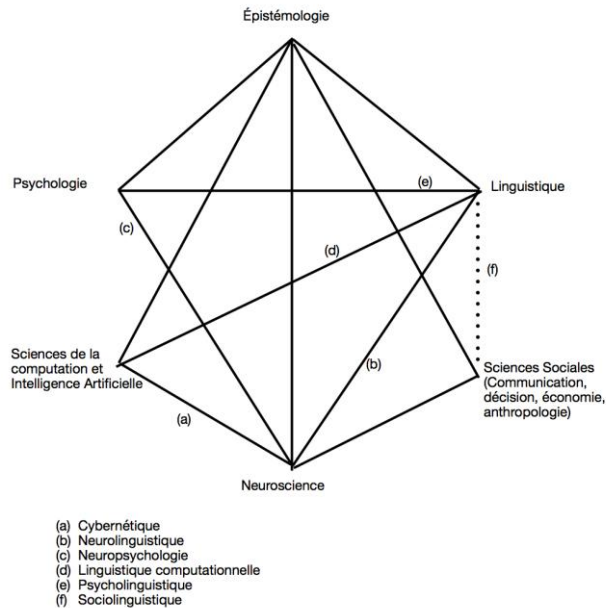 Épistémologie
Psychologie
(e)
Linguistique
(c)
(d)
(f)
Sciences de la
computation et
Intelligence Artificielle
(b)
Sciences Sociales
(Communication,
décision, économie,
anthropologie)
(a)
Neuroscience
(a) Cybernétique
(b) Neurolinguistique
(c) Neuropsychologie
(d) Linguistique computationnelle
(e) Psycholinguistique
(f) Sociolinguistique